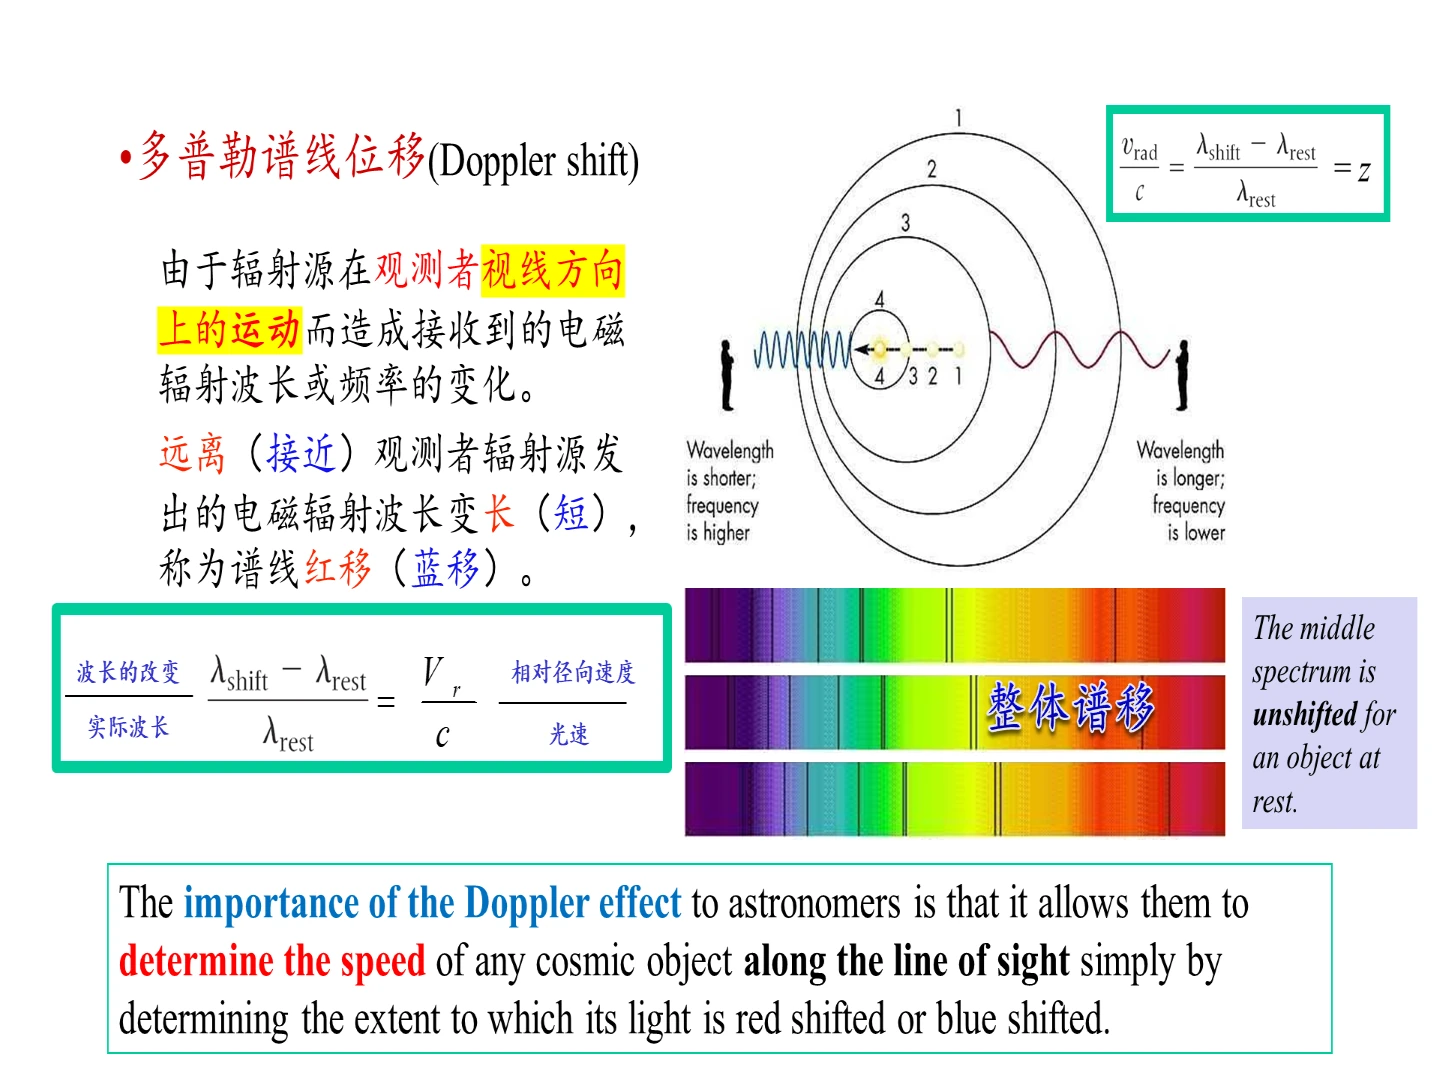 •多普勒谱线位移(Doppler shift)
由于辐射源在观测者视线方向
上的运动而造成接收到的电磁
辐射波长或频率的变化。
远离（接近）观测者辐射源发
出的电磁辐射波长变长（短），
称为谱线红移（蓝移）。
波长的改变
实际波长
λshift − λrest
λrest
=
V r
c
相对径向速度
光速
1
2
3
4
4 3 2 1
Wavelength
is shorter;
frequency
is higher
Wavelength
is longer;
frequency
is lower
νrad
c
=
λshift − λrest
λrest
= z
整体谱移
The middle
spectrum is
unshifted for
an object at
rest.
The importance of the Doppler effect to astronomers is that it allows them to
determine the speed of any cosmic object along the line of sight simply by
determining the extent to which its light is red shifted or blue shifted.